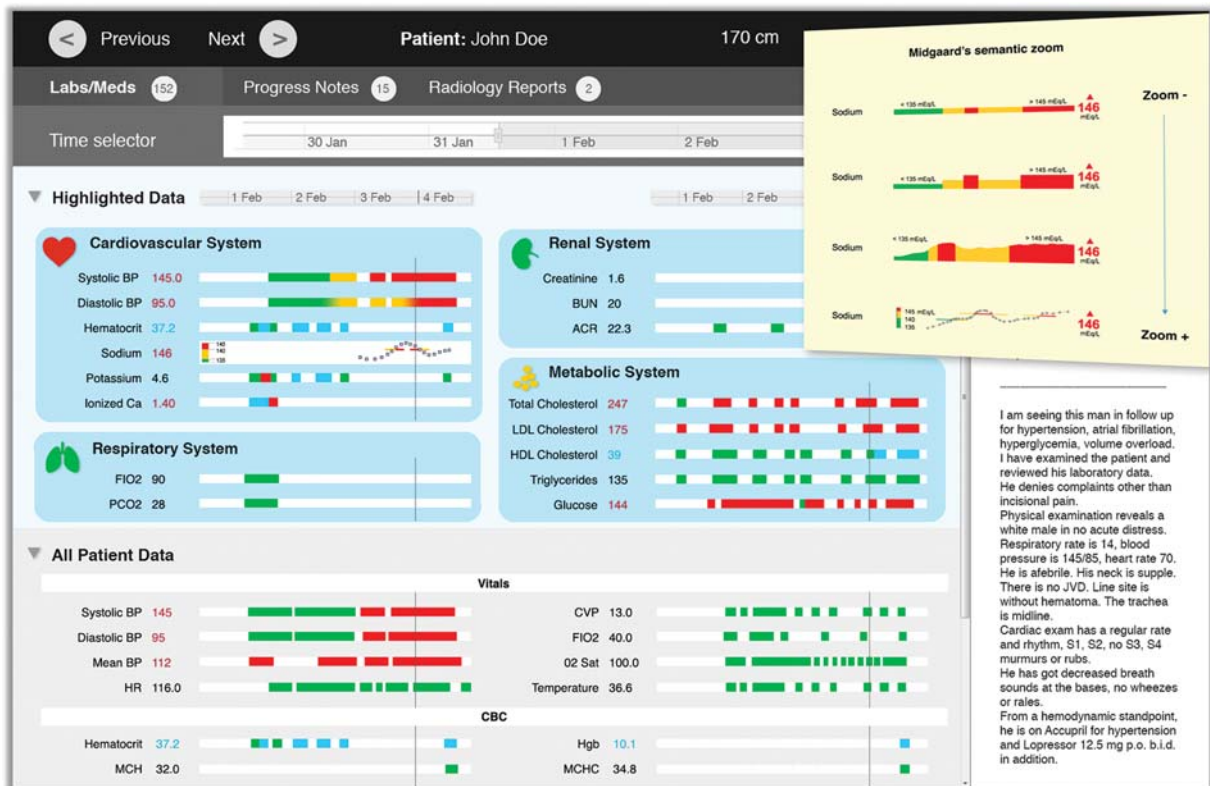 < Previous Next > Patient: John Doe 170 cm
Labs/Meds 152 Progress Notes 15 Radiology Reports 2
Time selector 30 Jan 31 Jan 1 Feb 2 Feb
Midgaard's semantic zoom
Zoom -
Sodium < 135 mEq/L > 145 mEq/L 146 mEq/L
Sodium < 135 mEq/L > 145 mEq/L 146 mEq/L
Sodium < 135 mEq/L > 145 mEq/L 146 mEq/L
Sodium 145 mEq/L 140 135 146 mEq/L
Zoom +
Highlighted Data 1 Feb 2 Feb 3 Feb 4 Feb 1 Feb 2 Feb
Cardiovascular System
Systolic BP 145.0
Diastolic BP 95.0
Hematocrit 37.2
Sodium 146 145 140 135
Potassium 4.6
Ionized Ca 1.40
Respiratory System
FIO2 90
PCO2 28
Renal System
Creatinine 1.6
BUN 20
ACR 22.3
Metabolic System
Total Cholesterol 247
LDL Cholesterol 175
HDL Cholesterol 39
Triglycerides 135
Glucose 144
All Patient Data
Vitals
Systolic BP 145
Diastolic BP 95
Mean BP 112
HR 116.0
CVP 13.0
FIO2 40.0
02 Sat 100.0
Temperature 36.6
CBC
Hematocrit 37.2
MCH 32.0
Hgb 10.1
MCHC 34.8
I am seeing this man in follow up
for hypertension, atrial fibrillation,
hyperglycemia, volume overload.
I have examined the patient and
reviewed his laboratory data.
He denies complaints other than
incisional pain.
Physical examination reveals a
white male in no acute distress.
Respiratory rate is 14, blood
pressure is 145/85, heart rate 70.
He is afebrile. His neck is supple.
There is no JVD. Line site is
without hematoma. The trachea
is midline.
Cardiac exam has a regular rate
and rhythm, S1, S2, no S3, S4
murmurs or rubs.
He has got decreased breath
sounds at the bases, no wheezes
or rales.
From a hemodynamic standpoint,
he is on Accupril for hypertension
and Lopressor 12.5 mg p.o. b.i.d.
in addition.